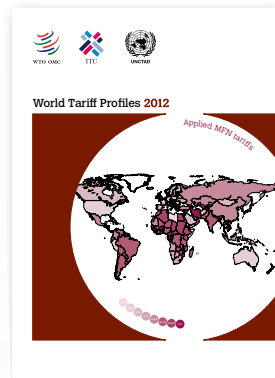 WTO OMC
ITC
UNCTAD
World Tariff Profiles 2012
Applied MFN tariffs